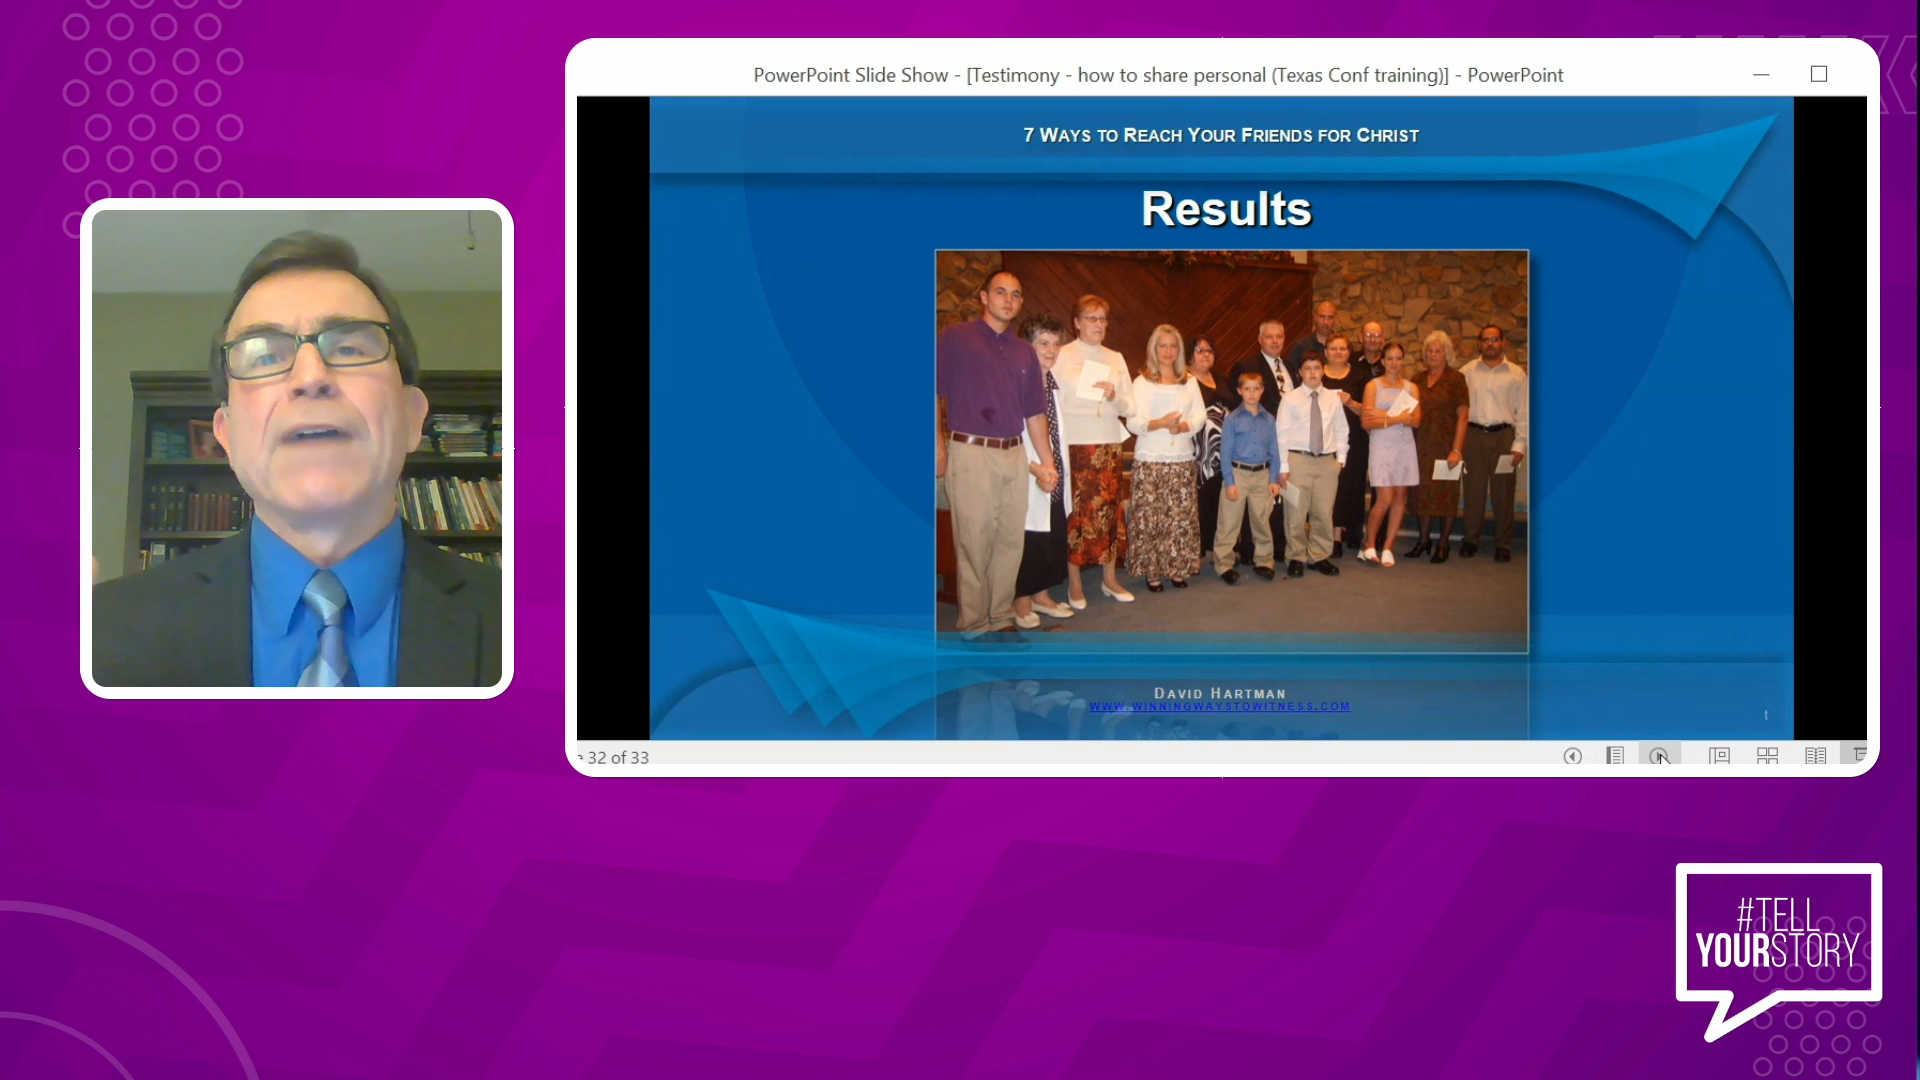 PowerPoint Slide Show - [Testimony - how to share personal (Texas Conf training)] - PowerPoint
7 WAYS TO REACH YOUR FRIENDS FOR CHRIST
Results
DAVID HARTMAN
WWW.WINNINGWAYSTOWITNESS.COM
t
32 of 33
#TELL
YOURSTORY